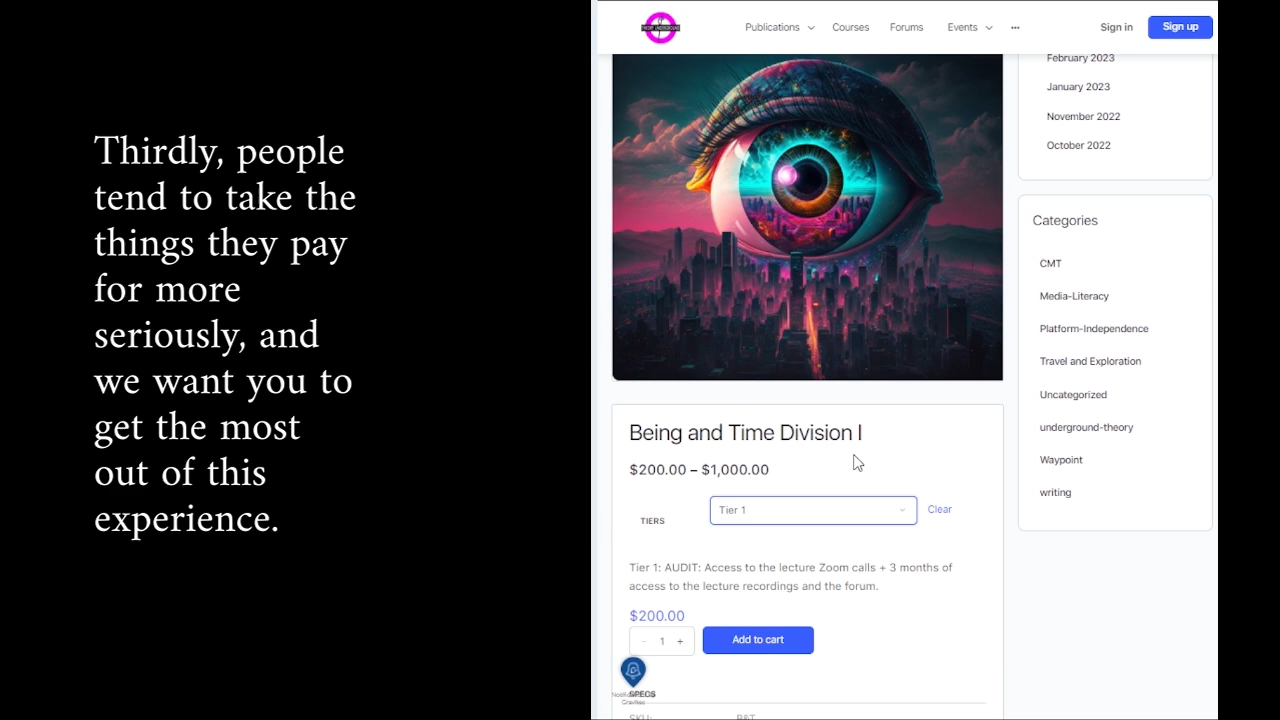 Thirdly, people
tend to take the
things they pay
for more
seriously, and
we want you to
get the most
out of this
experience.
THEORY UNDERGROUND
Publications
Courses
Forums
Events
Sign in
Sign up
February 2023
January 2023
November 2022
October 2022
Categories
CMT
Media-Literacy
Platform-Independence
Travel and Exploration
Uncategorized
underground-theory
Waypoint
writing
Being and Time Division I
$200.00 – $1,000.00
TIERS
Tier 1
Clear
Tier 1: AUDIT: Access to the lecture Zoom calls + 3 months of
access to the lecture recordings and the forum.
$200.00
- 1 +
Add to cart
SPECS
SKU:
B&T